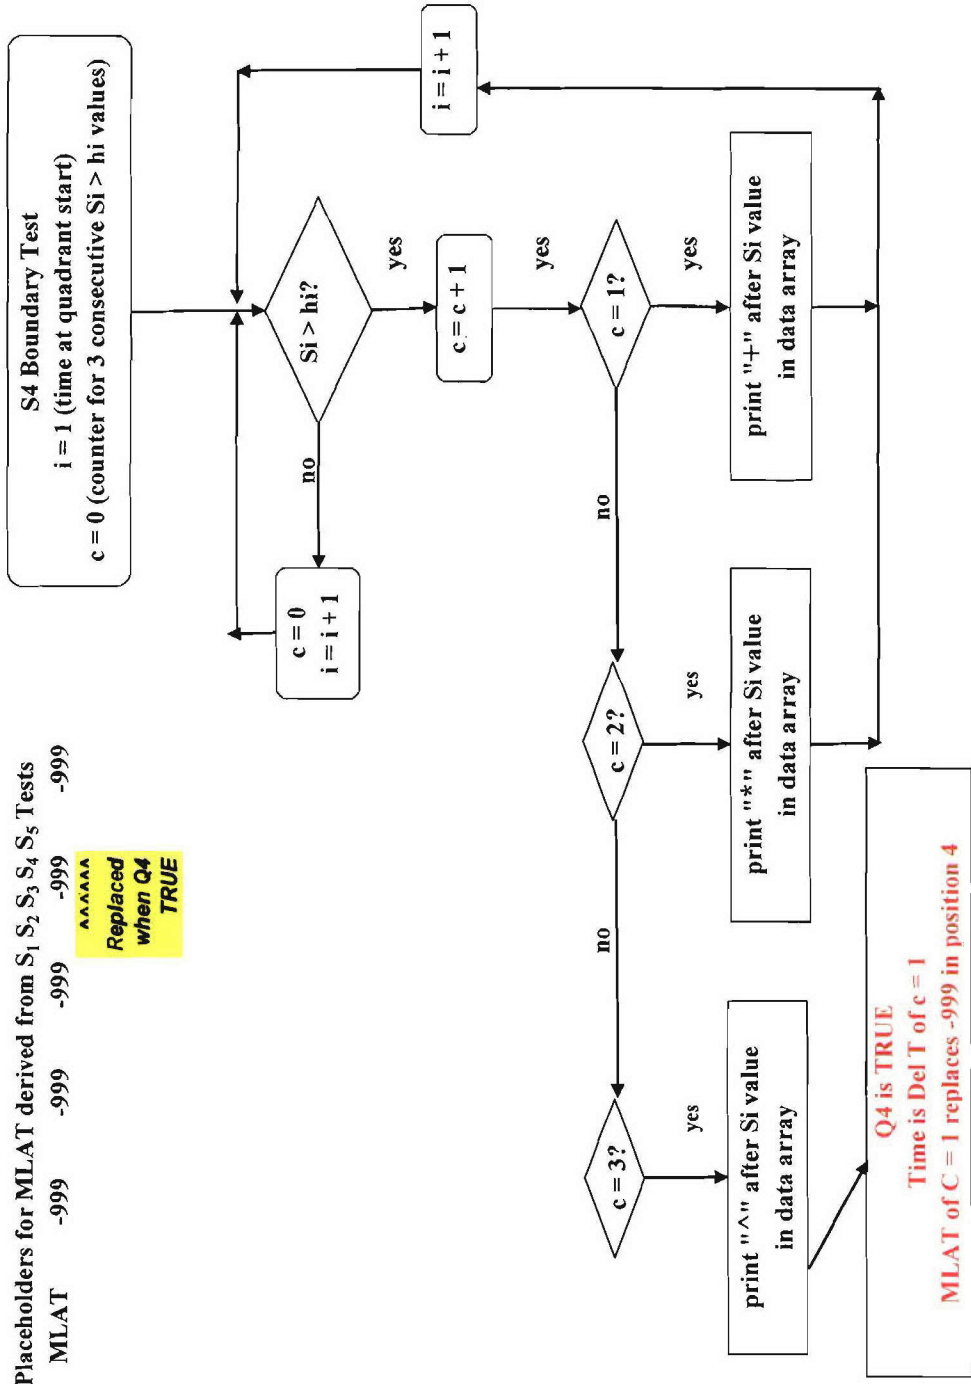 Placeholders for MLAT derived from S1 S2 S3 S4 S5 Tests
MLAT -999 -999 -999 -999 -999
^^^^^^
Replaced
when Q4
TRUE
S4 Boundary Test
i = 1 (time at quadrant start)
c = 0 (counter for 3 consecutive Si > hi values)
Si > hi?
no
c = 0
i = i + 1
yes
i = i + 1
c = c + 1
yes
c = 1?
no
yes
c = 2?
no
yes
c = 3?
yes
print "^" after Si value
in data array
print "*" after Si value
in data array
print "+" after Si value
in data array
Q4 is TRUE
Time is Del T of c = 1
MLAT of C = 1 replaces -999 in position 4